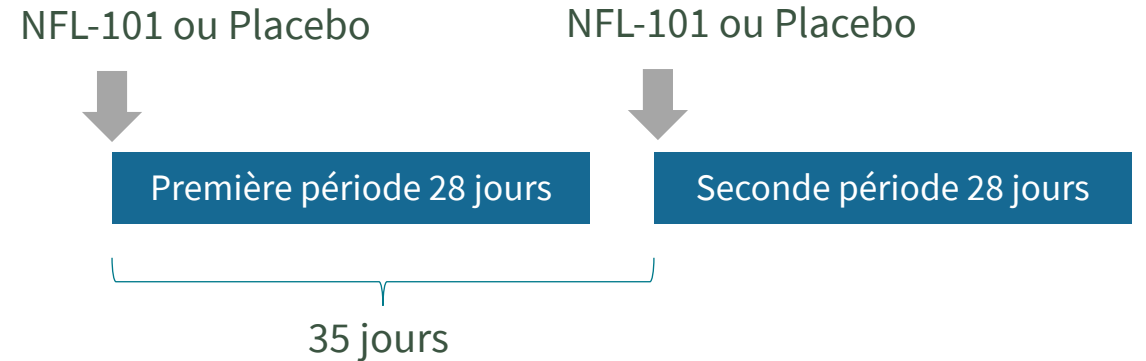 NFL-101 ou Placebo
NFL-101 ou Placebo
Première période 28 jours
Seconde période 28 jours
35 jours